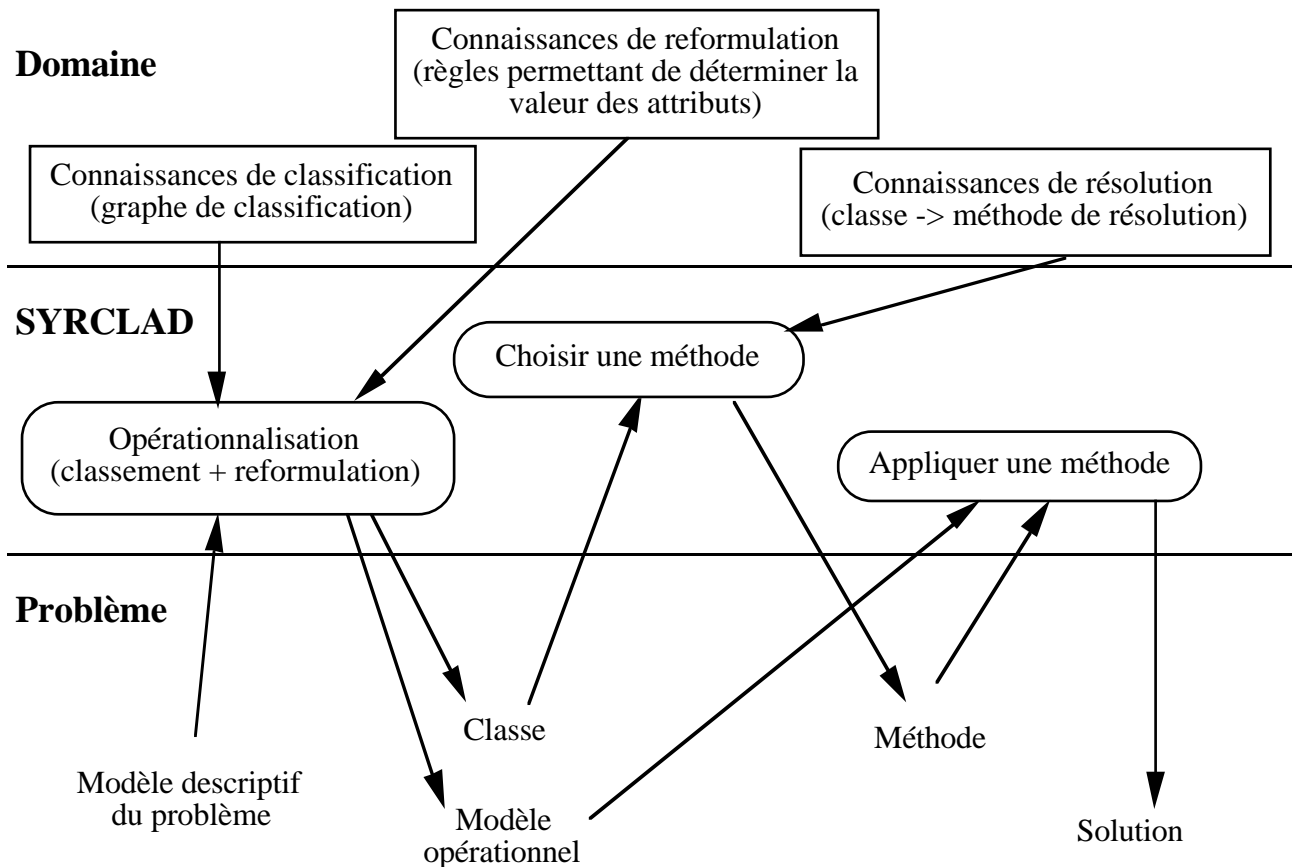 Domaine
Connaissances de reformulation
(règles permettant de déterminer la
valeur des attributs)
Connaissances de classification
(graphe de classification)
Connaissances de résolution
(classe -> méthode de résolution)
SYRCLAD
Choisir une méthode
Opérationnalisation
(classement + reformulation)
Appliquer une méthode
Problème
Classe
Méthode
Modèle descriptif
du problème
Modèle
opérationnel
Solution